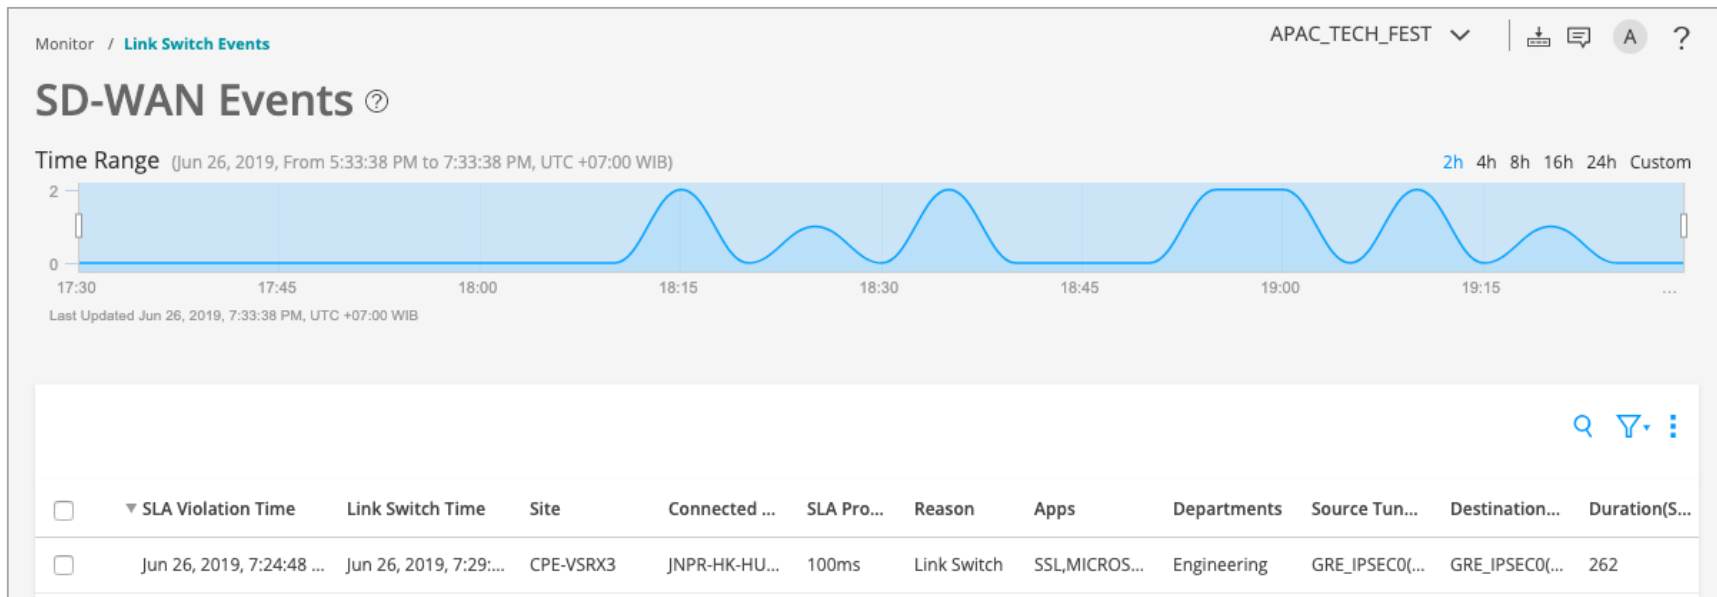 Monitor / Link Switch Events
APAC_TECH_FEST
A
?
SD-WAN Events ?
Time Range (Jun 26, 2019, From 5:33:38 PM to 7:33:38 PM, UTC +07:00 WIB)
2h 4h 8h 16h 24h Custom
2
0
17:30 17:45 18:00 18:15 18:30 18:45 19:00 19:15 ...
Last Updated Jun 26, 2019, 7:33:38 PM, UTC +07:00 WIB
SLA Violation Time Link Switch Time Site Connected ... SLA Pro... Reason Apps Departments Source Tun... Destination... Duration(S...
Jun 26, 2019, 7:24:48 ... Jun 26, 2019, 7:29:... CPE-VSRX3 JNPR-HK-HU... 100ms Link Switch SSL,MICROS... Engineering GRE_IPSEC0(... GRE_IPSEC0(... 262